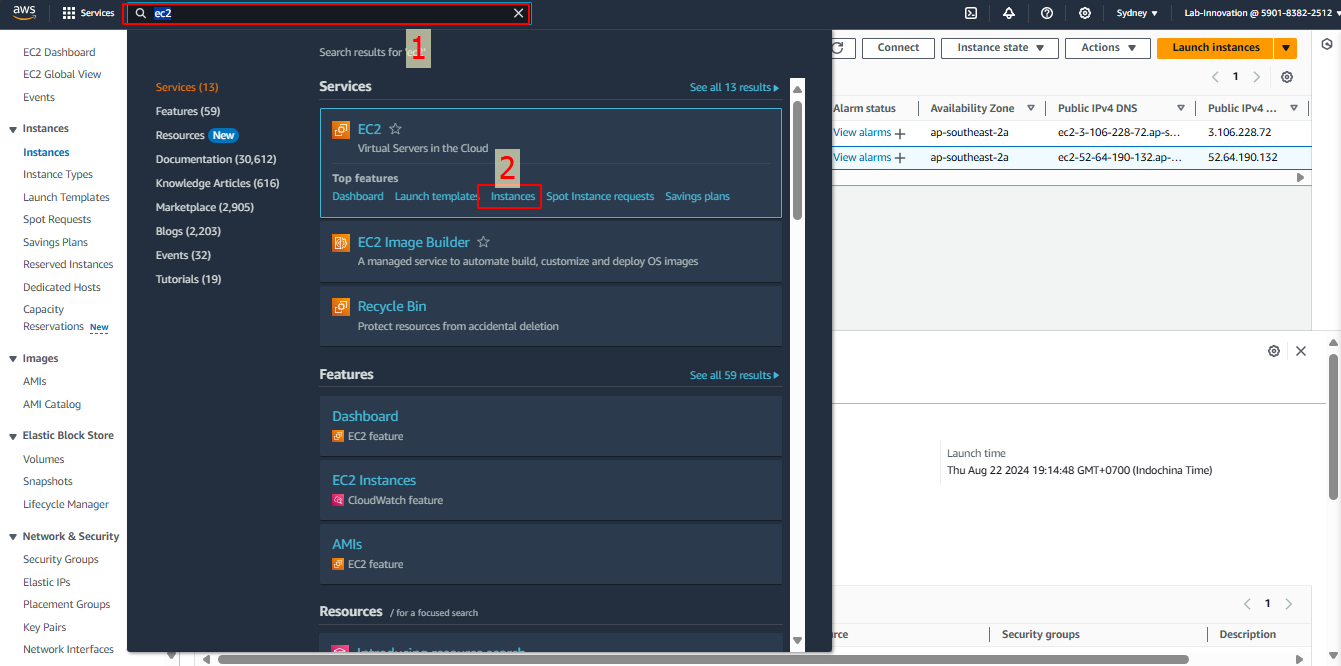 aws
Services
ec2
Sydney
Lab-Innovation @ 5901-8382-2512
EC2 Dashboard
EC2 Global View
Events
Instances
Instances
Instance Types
Launch Templates
Spot Requests
Savings Plans
Reserved Instances
Dedicated Hosts
Capacity
Reservations New
Images
AMIs
AMI Catalog
Elastic Block Store
Volumes
Snapshots
Lifecycle Manager
Network & Security
Security Groups
Elastic IPs
Placement Groups
Key Pairs
Network Interfaces
1
Search results for 'ec2'
Services (13)
Features (59)
Resources New
Documentation (30,612)
Knowledge Articles (616)
Marketplace (2,905)
Blogs (2,203)
Events (32)
Tutorials (19)
Services
See all 13 results
EC2
Virtual Servers in the Cloud
2
Top features
Dashboard Launch templates Instances Spot Instance requests Savings plans
EC2 Image Builder
A managed service to automate build, customize and deploy OS images
Recycle Bin
Protect resources from accidental deletion
Features
See all 59 results
Dashboard
EC2 feature
EC2 Instances
CloudWatch feature
AMIs
EC2 feature
Resources / for a focused search
Introducing resource search
Connect Instance state Actions Launch instances
1
Alarm status Availability Zone Public IPv4 DNS Public IPv4 ...
View alarms ap-southeast-2a ec2-3-106-228-72.ap-s... 3.106.228.72
View alarms ap-southeast-2a ec2-52-64-190-132.ap-... 52.64.190.132
Launch time
Thu Aug 22 2024 19:14:48 GMT+0700 (Indochina Time)
1
Security groups Description